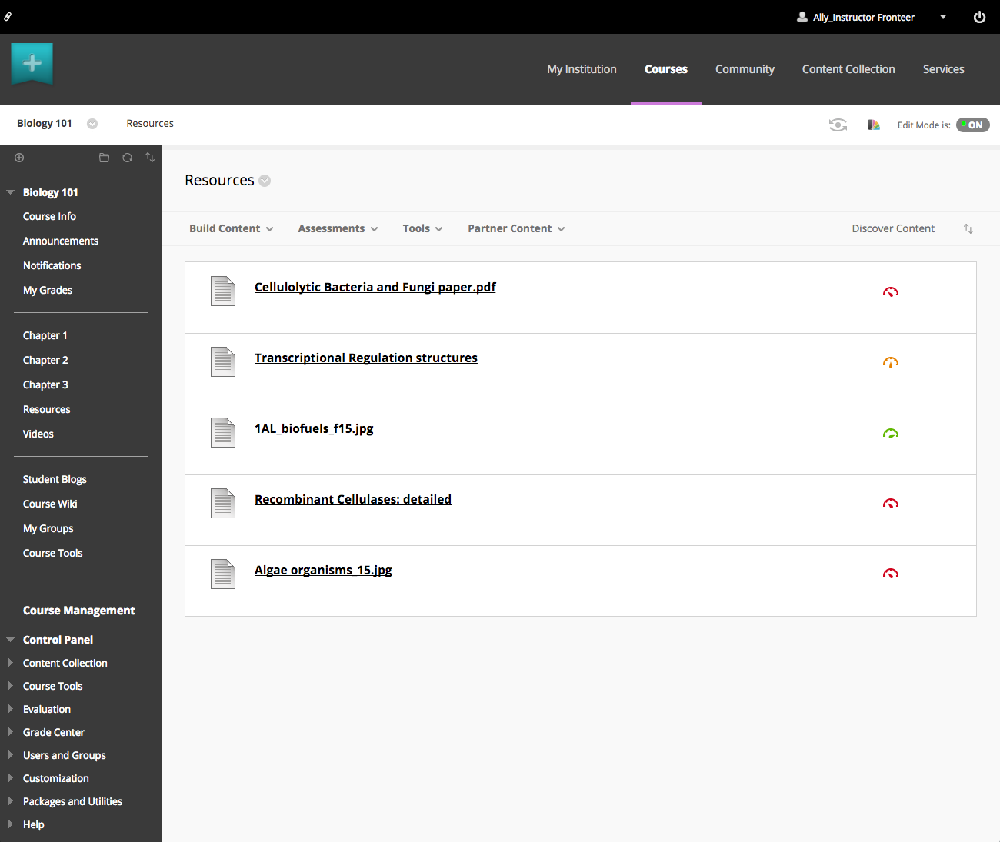 Ally_Instructor Fronteer
My Institution
Courses
Community
Content Collection
Services
Biology 101
Resources
Edit Mode is:
ON
Biology 101
Course Info
Announcements
Notifications
My Grades
Chapter 1
Chapter 2
Chapter 3
Resources
Videos
Student Blogs
Course Wiki
My Groups
Course Tools
Course Management
Control Panel
Content Collection
Course Tools
Evaluation
Grade Center
Users and Groups
Customization
Packages and Utilities
Help
Resources
Build Content
Assessments
Tools
Partner Content
Discover Content
Cellulolytic Bacteria and Fungi paper.pdf
Transcriptional Regulation structures
1AL_biofuels_f15.jpg
Recombinant Cellulases: detailed
Algae organisms_15.jpg